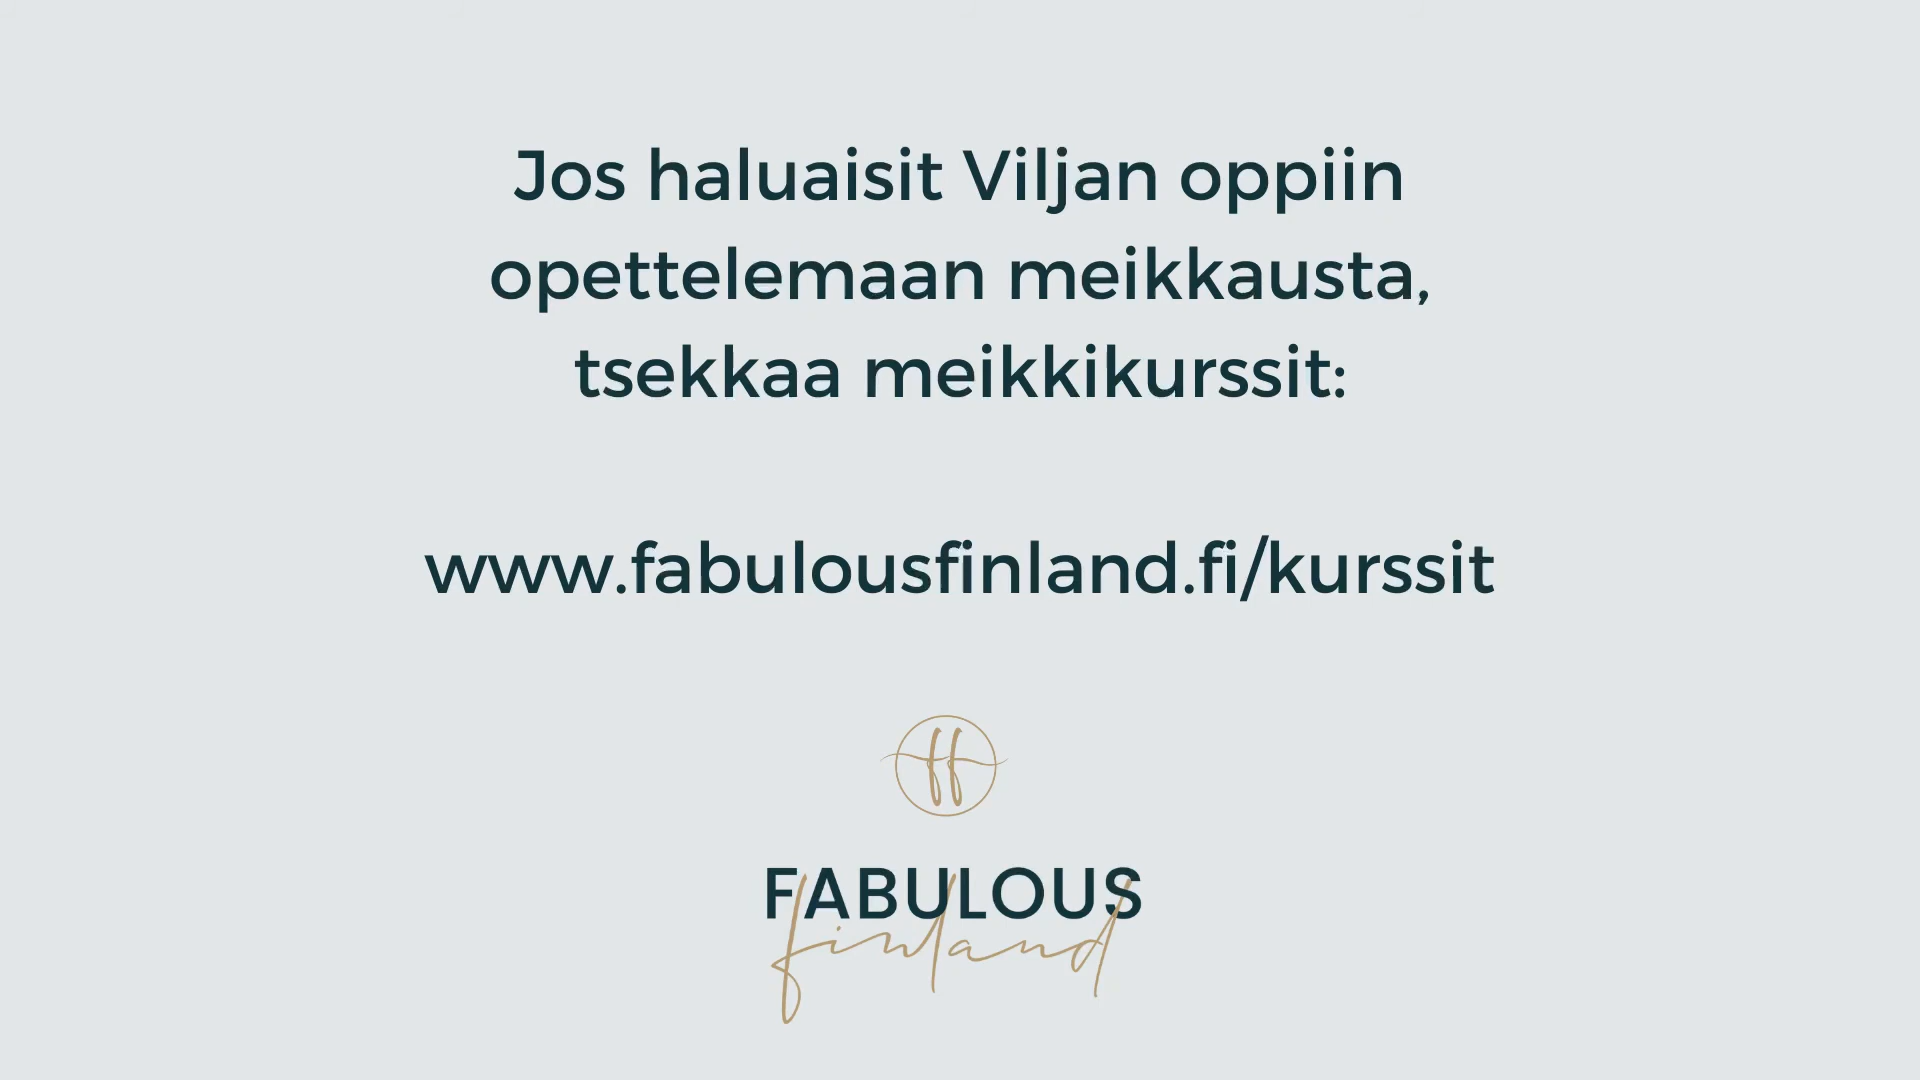 Jos haluaisit Viljan oppiin
opettelemaan meikkausta,
tsekkaa meikkikurssit:
www.fabulousfinland.fi/kurssit
ff
FABULOUS
finland